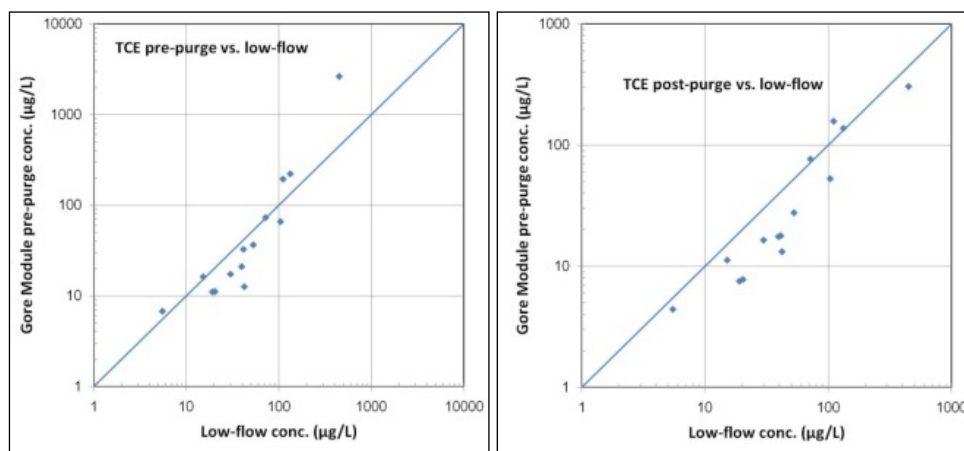 TCE pre-purge vs. low-flow
Gore Module pre-purge conc. (µg/L)
10000
1000
100
10
1
1 10 100 1000 10000
Low-flow conc. (µg/L)
TCE post-purge vs. low-flow
Gore Module pre-purge conc. (µg/L)
1000
100
10
1
1 10 100 1000
Low-flow conc. (µg/L)